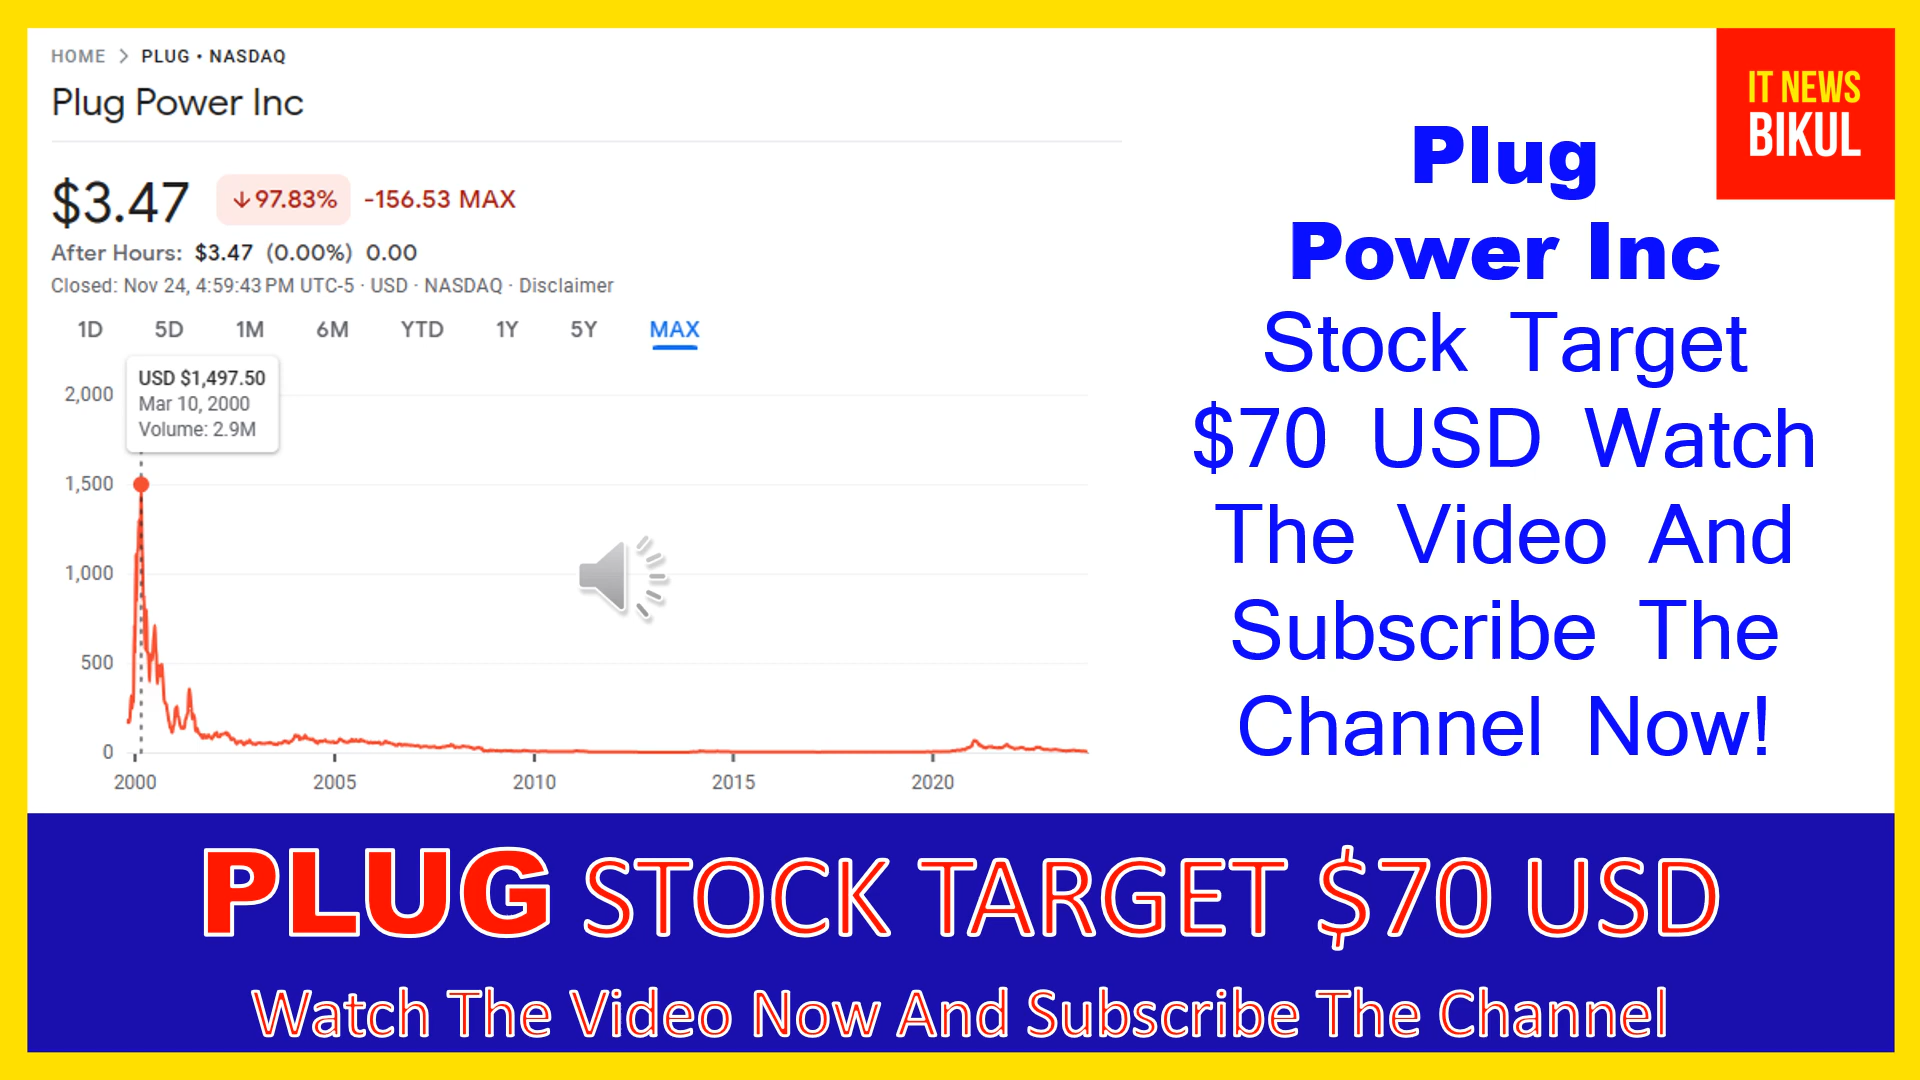 HOME > PLUG • NASDAQ
Plug Power Inc
$3.47 ↓97.83% -156.53 MAX
After Hours: $3.47 (0.00%) 0.00
Closed: Nov 24, 4:59:43 PM UTC-5 · USD · NASDAQ · Disclaimer
1D 5D 1M 6M YTD 1Y 5Y MAX
USD $1,497.50
Mar 10, 2000
Volume: 2.9M
2,000
1,500
1,000
500
0
2000 2005 2010 2015 2020
IT NEWS
BIKUL
Plug
Power Inc
Stock Target
$70 USD Watch
The Video And
Subscribe The
Channel Now!
PLUG STOCK TARGET $70 USD
Watch The Video Now And Subscribe The Channel